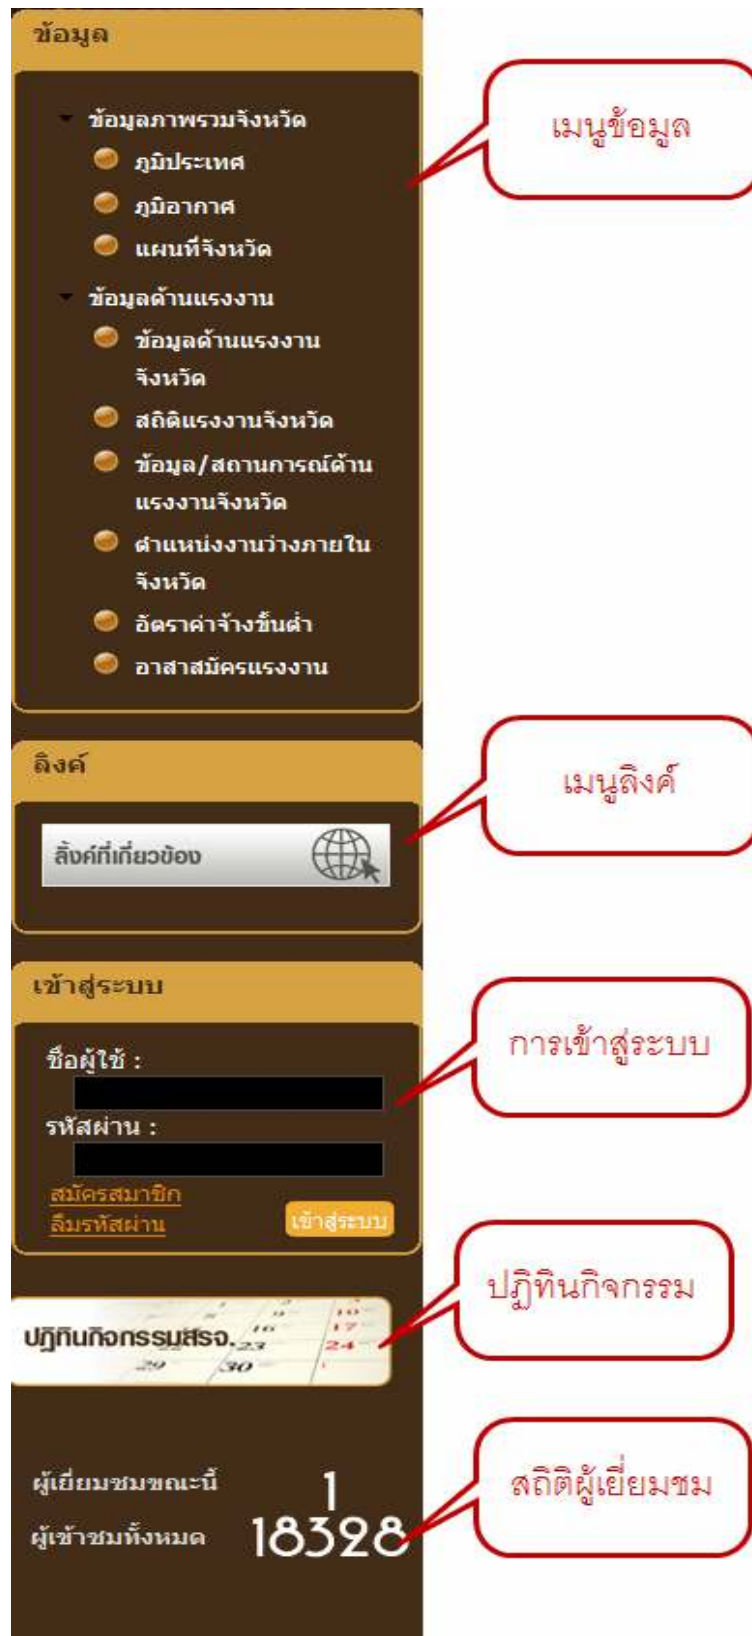 ข้อมูล
เมนูข้อมูล
ข้อมูลภาพรวมจังหวัด
ภูมิประเทศ
ภูมิอากาศ
แผนที่จังหวัด
ข้อมูลด้านแรงงาน
ข้อมูลด้านแรงงาน
จังหวัด
สถิติแรงงานจังหวัด
ข้อมูล/สถานการณ์ด้าน
แรงงานจังหวัด
ตำแหน่งงานว่างภายใน
จังหวัด
อัตราค่าจ้างขั้นต่ำ
อาสาสมัครแรงงาน
ลิงค์
เมนูลิงค์
ลิ้งค์ที่เกี่ยวข้อง
เข้าสู่ระบบ
การเข้าสู่ระบบ
ชื่อผู้ใช้ :
รหัสผ่าน :
สมัครสมาชิก
ลืมรหัสผ่าน
เข้าสู่ระบบ
ปฏิทินกิจกรรม
ปฏิทินกิจกรรมสรจ.
16 17
23 24
29 30
สถิติผู้เยี่ยมชม
ผู้เยี่ยมชมขณะนี้ 1
ผู้เข้าชมทั้งหมด 18328